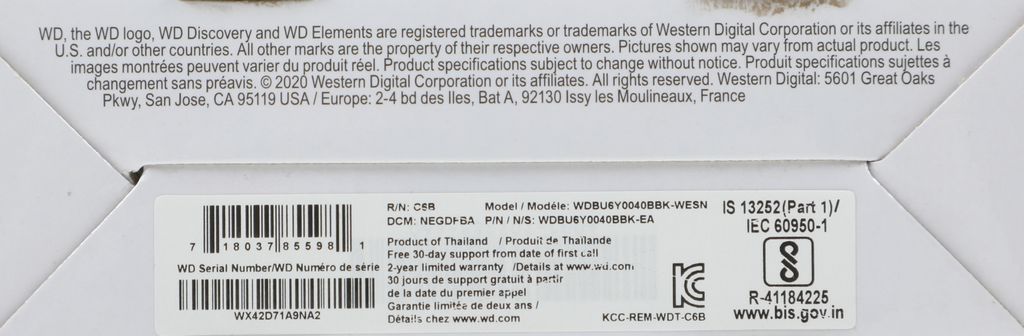 WD, the WD logo, WD Discovery and WD Elements are registered trademarks or trademarks of Western Digital Corporation or its affiliates in the
U.S. and/or other countries. All other marks are the property of their respective owners. Pictures shown may vary from actual product. Les
images montrées peuvent varier du produit réel. Product specifications subject to change without notice. Produit specifications sujettes à
changement sans préavis. © 2020 Western Digital Corporation or its affiliates. All rights reserved. Western Digital: 5601 Great Oaks
Pkwy, San Jose, CA 95119 USA / Europe: 2-4 bd des Iles, Bat A, 92130 Issy les Moulineaux, France
7 18037 85598 1
WD Serial Number/WD Numéro de série
WX42D71A9NA2
R/N: C6B Model / Modéle: WDBU6Y0040BBK-WESN
DCM: P/N / N/S: WDBU6Y0040BBK-EA
Product of Thailand / Produit de Thaïlande
Free 30-day support from date of first call
2-year limited warranty /Details at www.wd.com
30 jours de support gratuit à partir
de la date du premier appel
Garantie limitée de deux ans /
Détails chez www.wd.com
KCC-REM-WDT-C6B
IS 13252(Part 1)/
IEC 60950-1
R-41184225
www.bis.gov.in